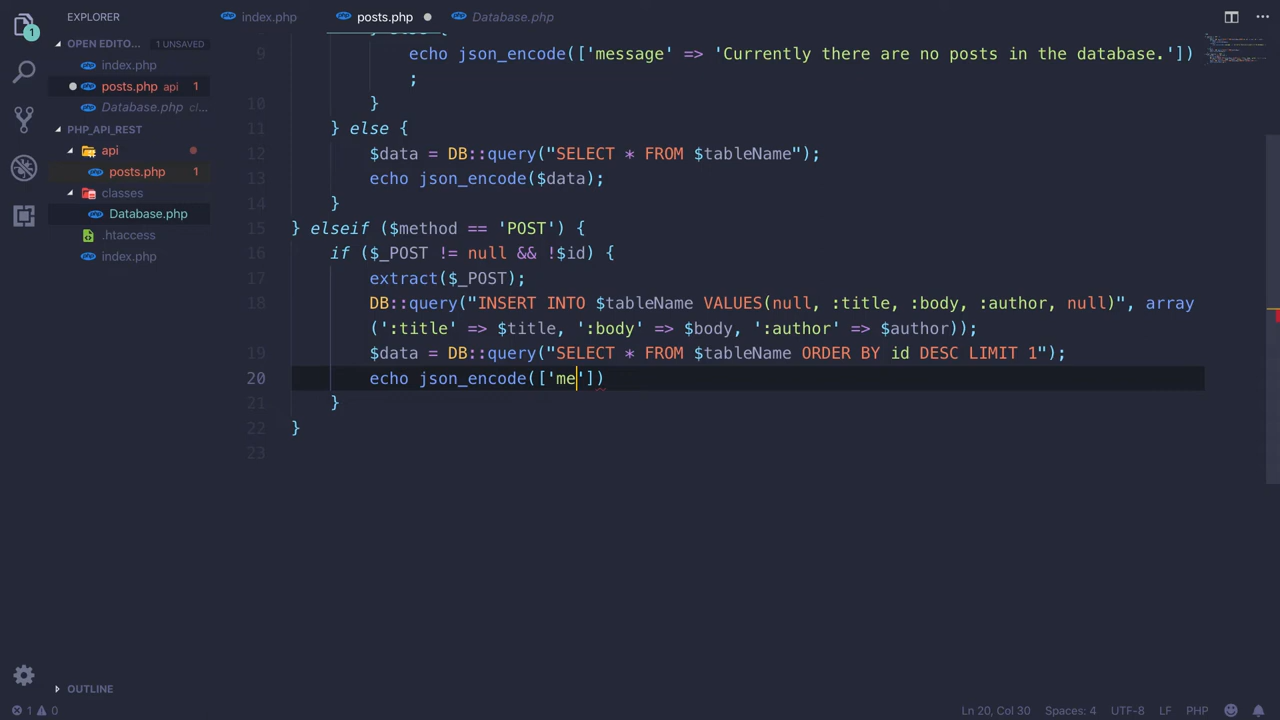 EXPLORER
index.php
posts.php
Database.php
OPEN EDITO... 1 UNSAVED
index.php
posts.php api 1
Database.php cl...
PHP_API_REST
api
posts.php 1
classes
Database.php
.htaccess
index.php
1
9 echo json_encode(['message' => 'Currently there are no posts in the database.'])
;
10 }
11 } else {
12 $data = DB::query("SELECT * FROM $tableName");
13 echo json_encode($data);
14 }
15 } elseif ($method == 'POST') {
16 if ($_POST != null && !$id) {
17 extract($_POST);
18 DB::query("INSERT INTO $tableName VALUES(null, :title, :body, :author, null)", array
(':title' => $title, ':body' => $body, ':author' => $author));
19 $data = DB::query("SELECT * FROM $tableName ORDER BY id DESC LIMIT 1");
20 echo json_encode(['me'])
21 }
22 }
23
OUTLINE
1 0
Ln 20, Col 30 Spaces: 4 UTF-8 LF PHP